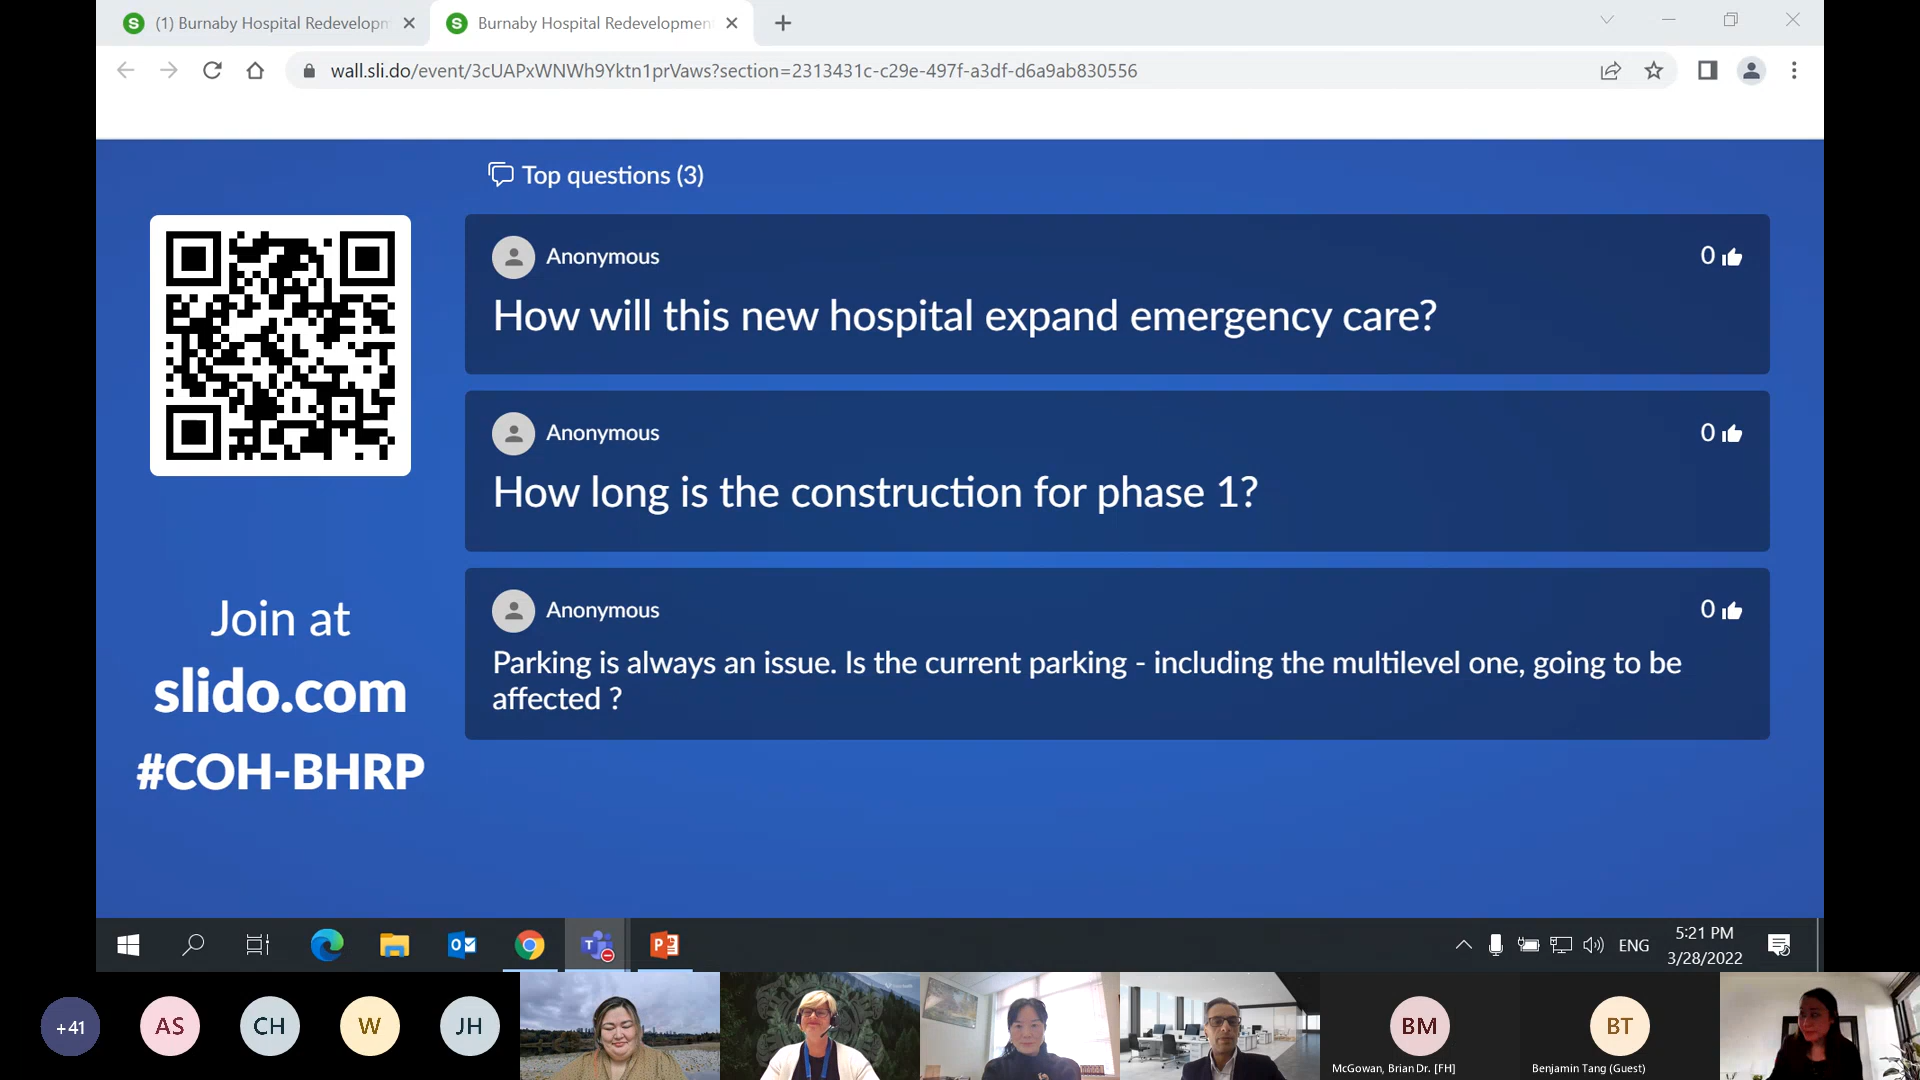 (1) Burnaby Hospital Redevelopm
Burnaby Hospital Redevelopmen
wall.sli.do/event/3cUAPxWNWh9Yktn1prVaws?section=2313431c-c29e-497f-a3df-d6a9ab830556
Top questions (3)
Anonymous
0
How will this new hospital expand emergency care?
Anonymous
0
How long is the construction for phase 1?
Anonymous
0
Parking is always an issue. Is the current parking - including the multilevel one, going to be
affected ?
Join at
slido.com
#COH-BHRP
ENG
5:21 PM
3/28/2022
+41
AS
CH
W
JH
BM
McGowan, Brian Dr. [FH]
BT
Benjamin Tang (Guest)